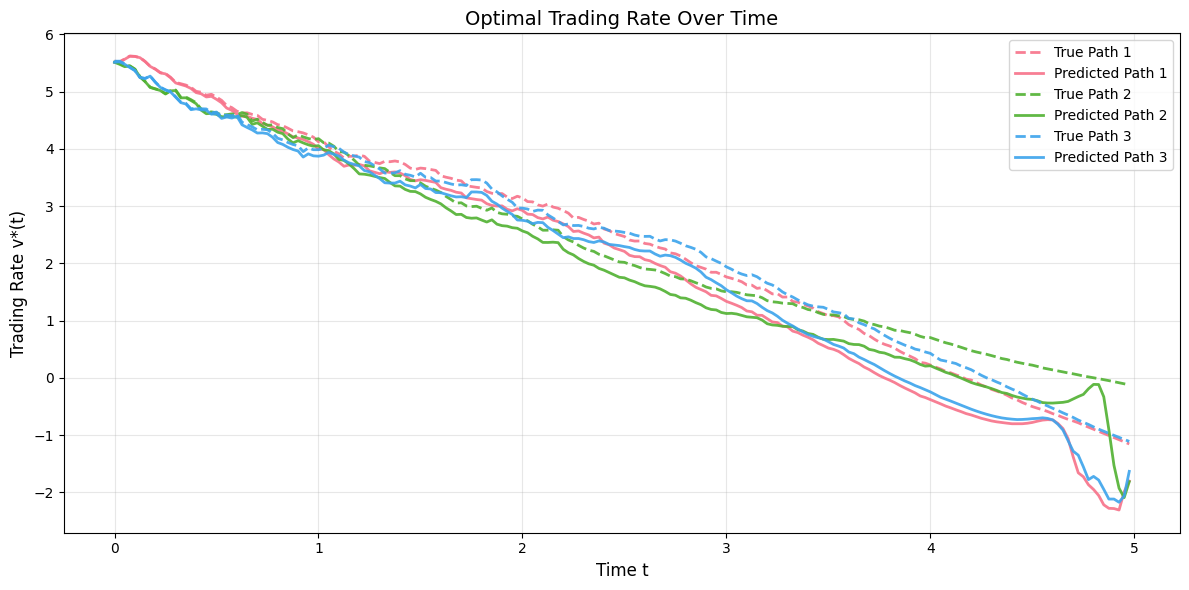 Optimal Trading Rate Over Time
Trading Rate v*(t)
6
5
4
3
2
1
0
−1
−2
True Path 1
Predicted Path 1
True Path 2
Predicted Path 2
True Path 3
Predicted Path 3
0 1 2 3 4 5
Time t